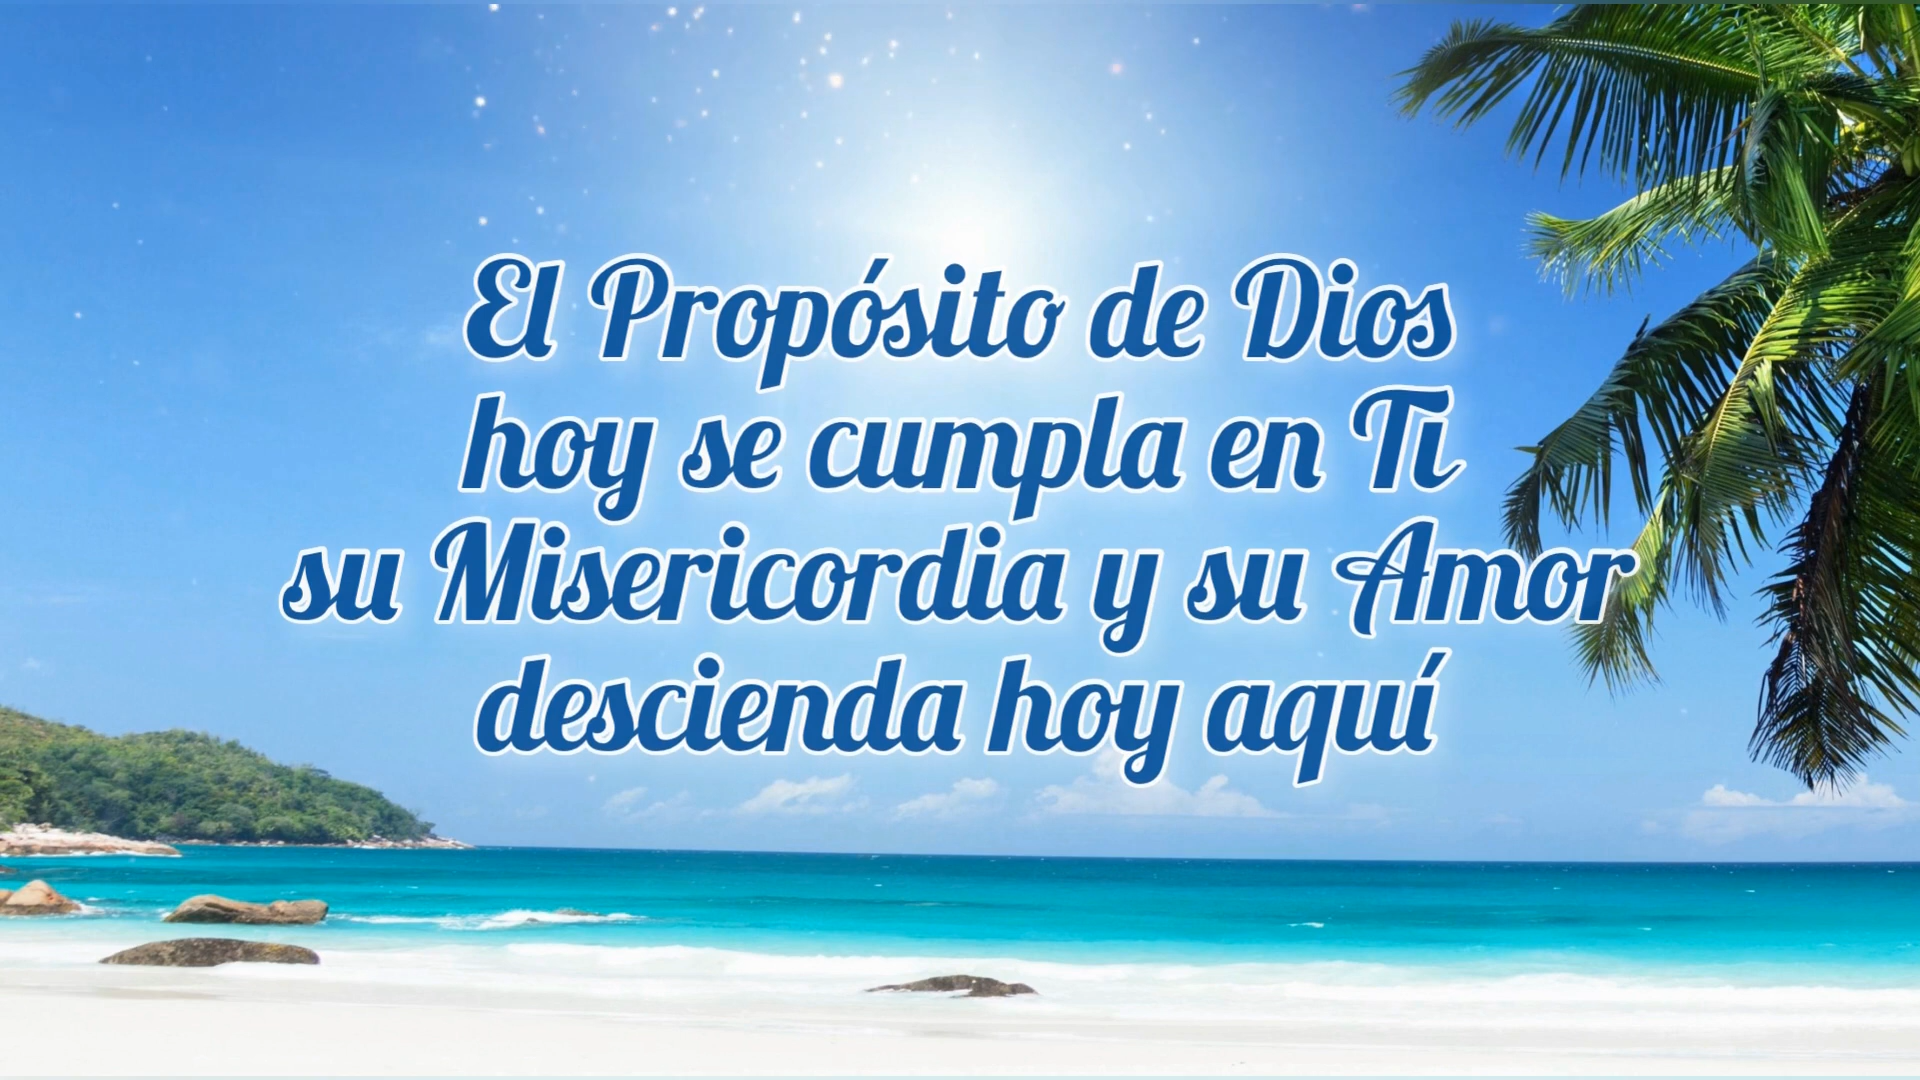 El Propósito de Dios
hoy se cumpla en Ti
su Misericordia y su Amor
descienda hoy aquí